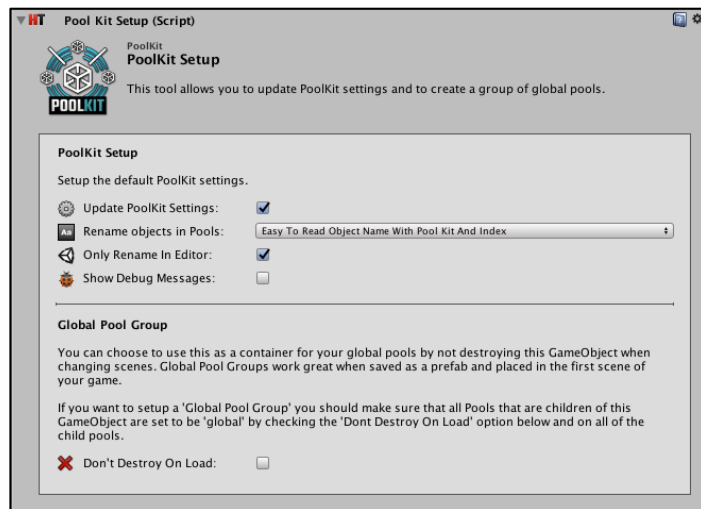 HT Pool Kit Setup (Script)
PoolKit
PoolKit Setup
This tool allows you to update PoolKit settings and to create a group of global pools.
POOLKIT
PoolKit Setup
Setup the default PoolKit settings.
Update PoolKit Settings:
Aa Rename objects in Pools: Easy To Read Object Name With Pool Kit And Index
Only Rename In Editor:
Show Debug Messages:
Global Pool Group
You can choose to use this as a container for your global pools by not destroying this GameObject when
changing scenes. Global Pool Groups work great when saved as a prefab and placed in the first scene
of your game.
If you want to setup a 'Global Pool Group' you should make sure that all Pools that are children of this
GameObject are set to be 'global' by checking the 'Dont Destroy On Load' option below and on all of the
child pools.
Don't Destroy On Load: